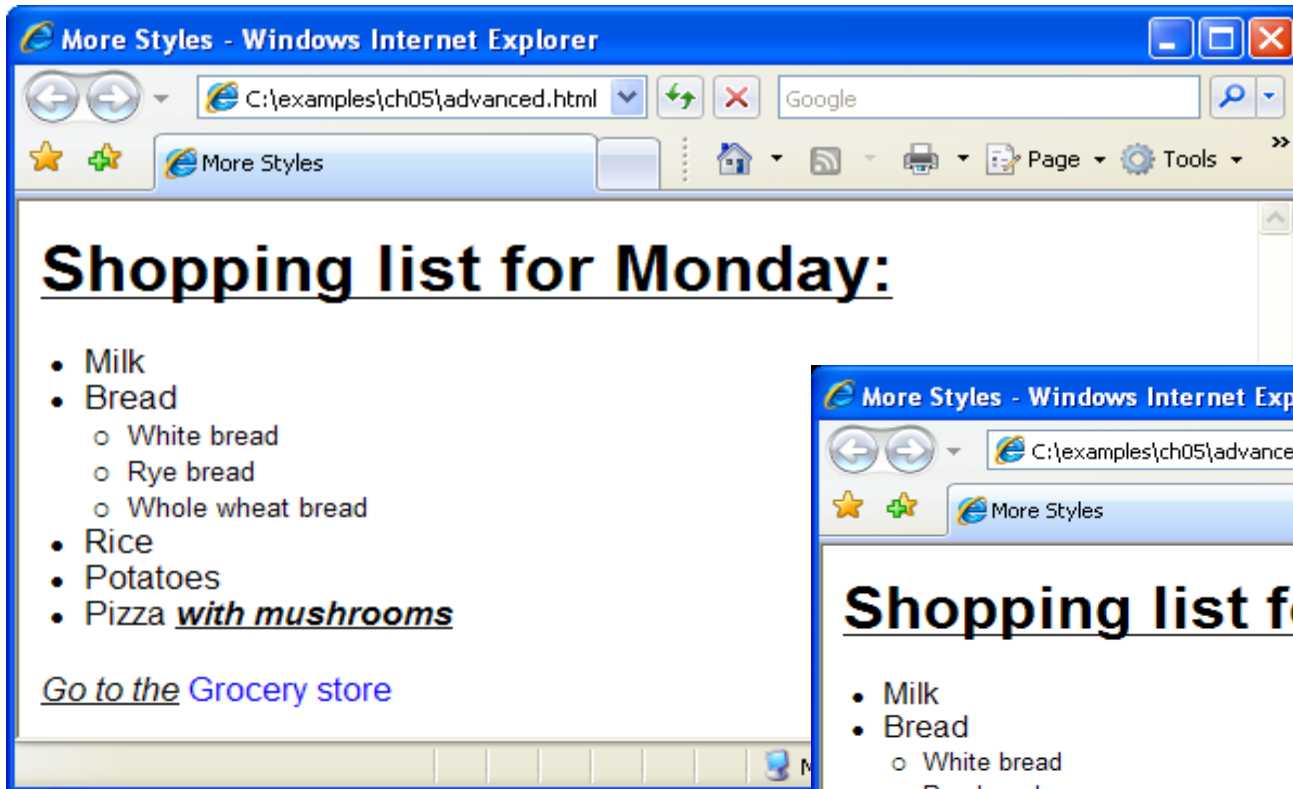 More Styles - Windows Internet Explorer
C:\examples\ch05\advanced.html
Google
More Styles
Page
Tools
»
Shopping list for Monday:
• Milk
• Bread
o White bread
o Rye bread
o Whole wheat bread
• Rice
• Potatoes
• Pizza with mushrooms
Go to the Grocery store
More Styles - Windows Internet Exp
C:\examples\ch05\advance
More Styles
Shopping list f
• Milk
• Bread
o White bread